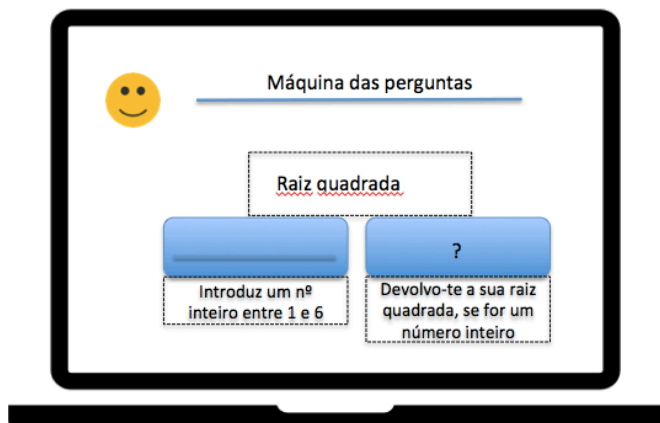 Máquina das perguntas
Raiz quadrada
?
Introduz um nº
inteiro entre 1 e 6
Devolvo-te a sua raiz
quadrada, se for um
número inteiro